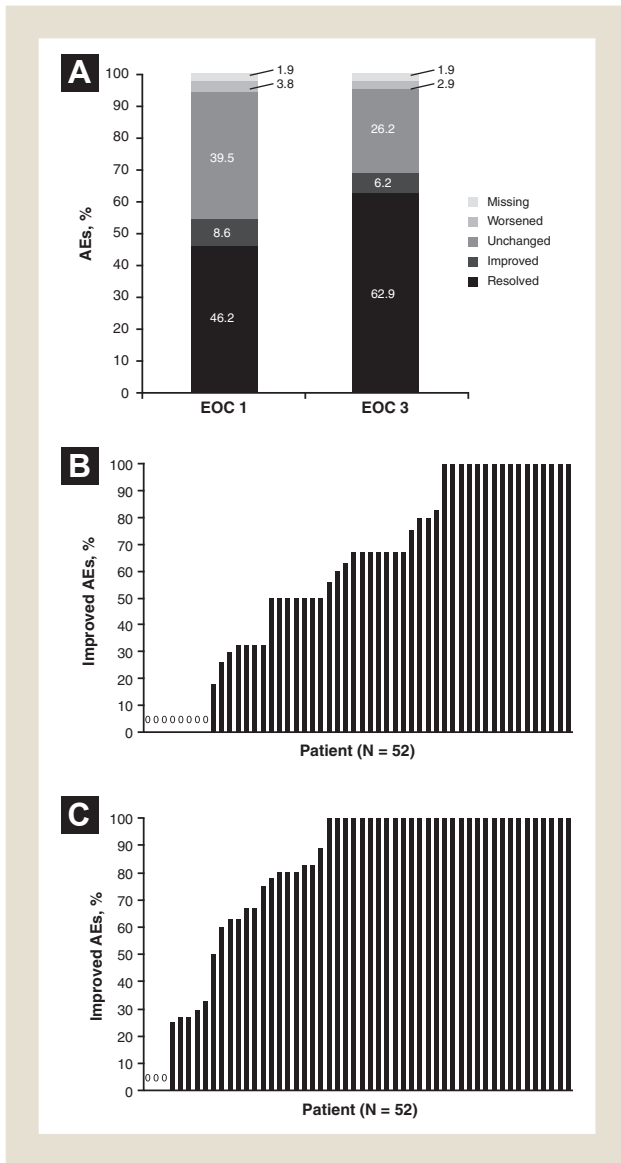 A
100
90
80
70
60
50
40
30
20
10
0
AEs, %
1.9
3.8
39.5
8.6
46.2
1.9
2.9
26.2
6.2
62.9
EOC 1
EOC 3
Missing
Worsened
Unchanged
Improved
Resolved
B
100
90
80
70
60
50
40
30
20
10
0
Improved AEs, %
0 0 0 0 0 0 0 0
Patient (N = 52)
C
100
90
80
70
60
50
40
30
20
10
0
Improved AEs, %
0 0 0
Patient (N = 52)